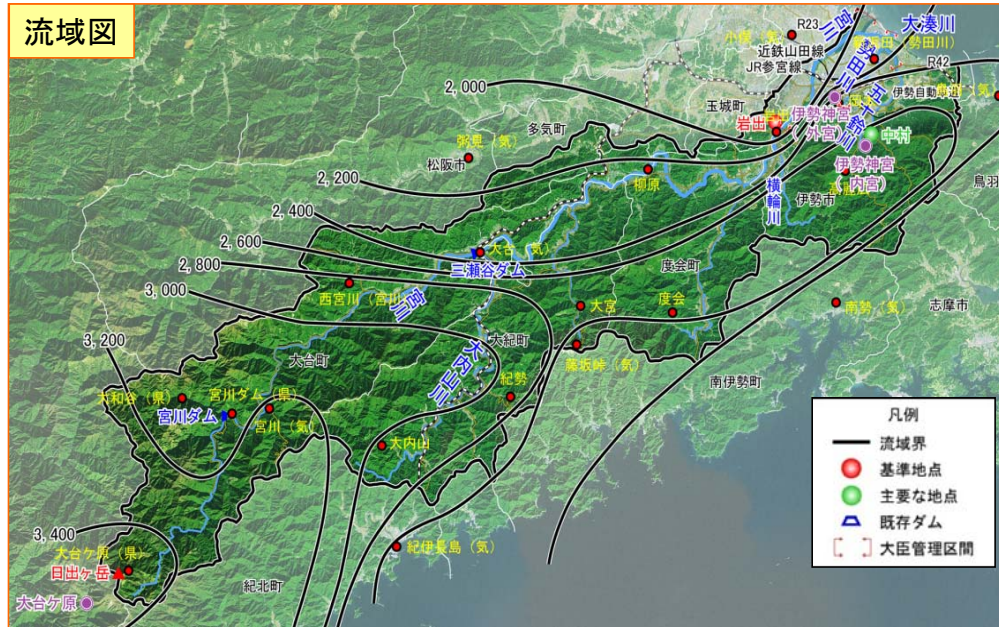 流域図
R23
大湊川
宮川
勢田川
五十鈴川
近鉄山田線
JR参宮線
R42
伊勢自動車道
2,000
玉城町
多気町
岩出
伊勢神宮
(外宮)
中村
伊勢神宮
(内宮)
粥見(気)
松阪市
2,200
柳原
横輪川
伊勢市
鳥羽
2,400
2,600
大台(気)
三瀬谷ダム
2,800
度会町
3,000
西宮川(宮川)
宮川
大宮
度会
南勢(気)
志摩市
3,200
大台町
大紀町
大内山川
藤坂峠(気)
南伊勢町
大和谷(県)
宮川ダム(県)
紀勢
宮川ダム
宮川(気)
大内山
凡例
流域界
基準地点
主要な地点
既存ダム
大臣管理区間
3,400
大台ケ原(県)
日出ヶ岳
紀伊長島(気)
紀北町
大台ケ原